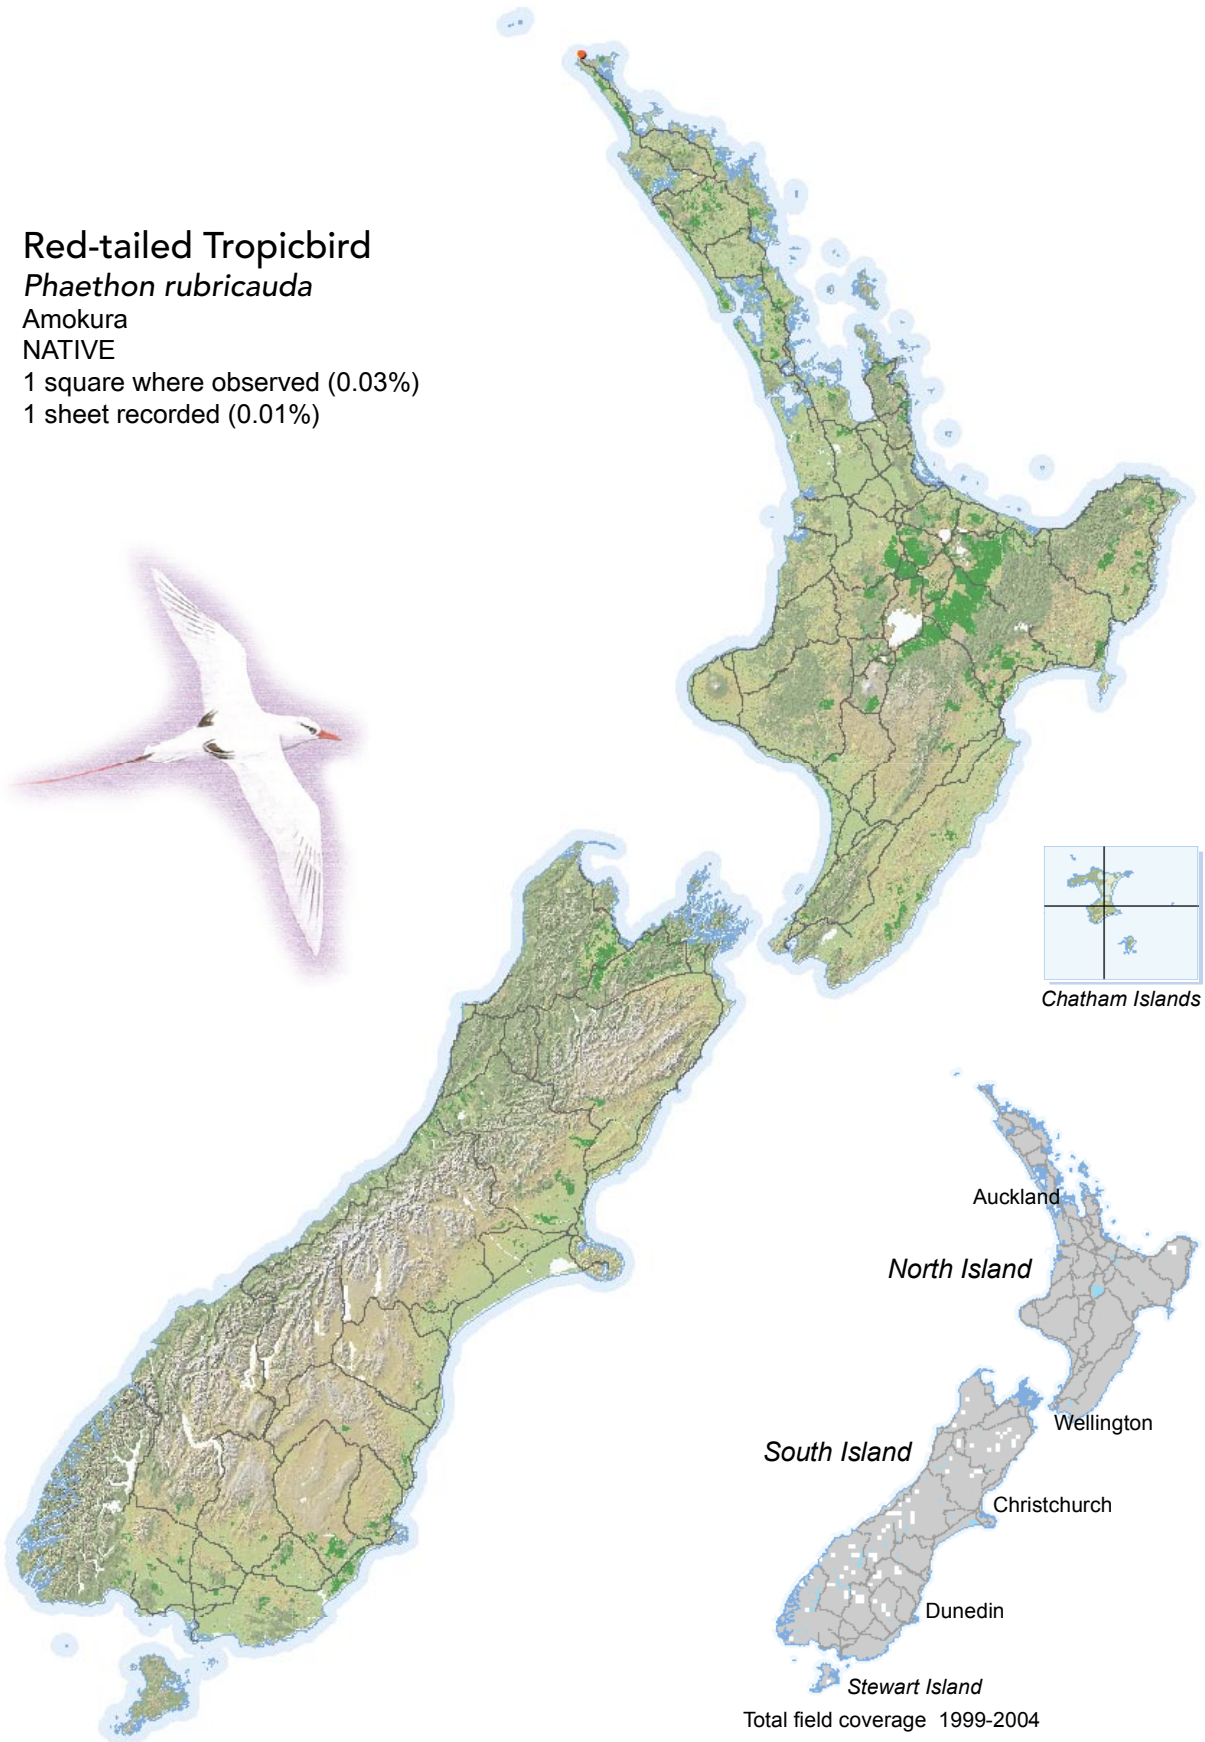 Red-tailed Tropicbird
Phaethon rubricauda
Amokura
NATIVE
1 square where observed (0.03%)
1 sheet recorded (0.01%)
Chatham Islands
Auckland
North Island
Wellington
South Island
Christchurch
Dunedin
Stewart Island
Total field coverage 1999-2004